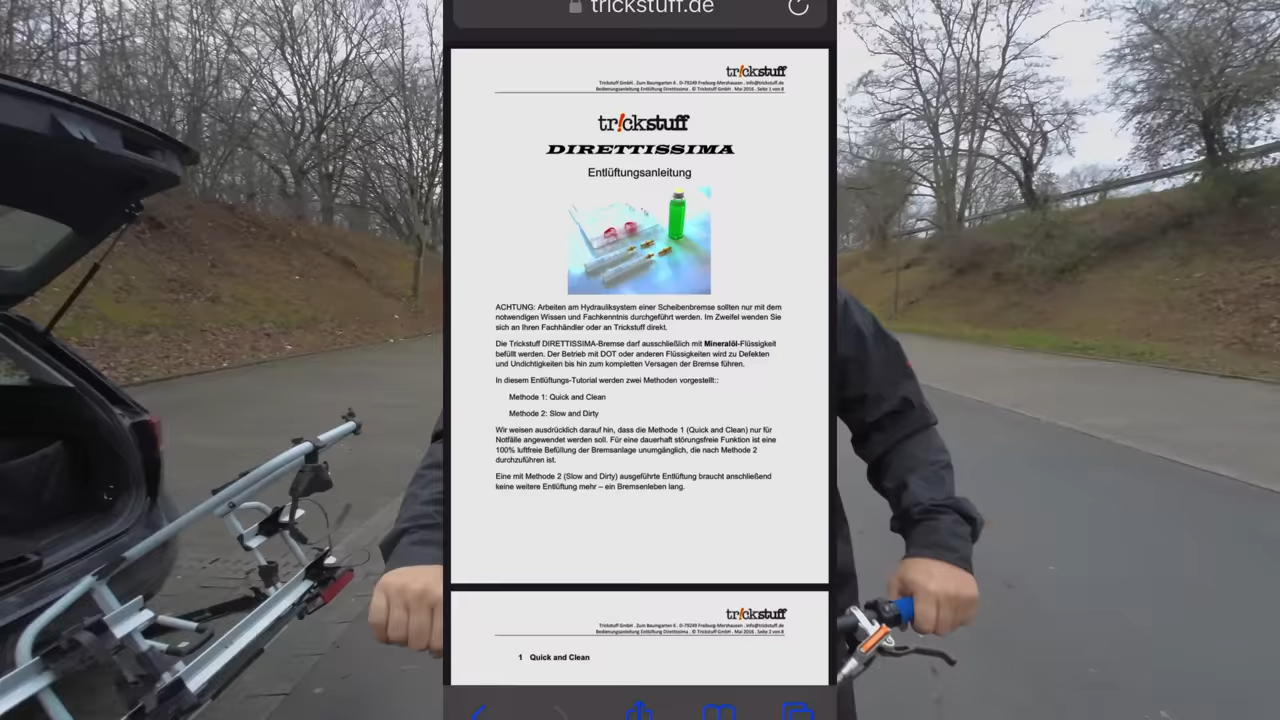 trickstuff.de
tr!ckstuff
Trickstuff GmbH . Zum Baumgarten 6 . D-79249 Freiburg-Merzhausen . info@trickstuff.de
Bedienungsanleitung Entlüftung Direttissima . © Trickstuff GmbH . Mai 2016 . Seite 1 von 8
tr!ckstuff
DIRETTISSIMA
Entlüftungsanleitung
ACHTUNG: Arbeiten am Hydrauliksystem einer Scheibenbremse sollten nur mit dem
notwendigen Wissen und Fachkenntnis durchgeführt werden. Im Zweifel wenden Sie
sich an Ihren Fachhändler oder an Trickstuff direkt.
Die Trickstuff DIRETTISSIMA-Bremse darf ausschließlich mit Mineralöl-Flüssigkeit
befüllt werden. Der Betrieb mit DOT oder anderen Flüssigkeiten wird zu Defekten
und Undichtigkeiten bis hin zum kompletten Versagen der Bremse führen.
In diesem Entlüftungs-Tutorial werden zwei Methoden vorgestellt::
Methode 1: Quick and Clean
Methode 2: Slow and Dirty
Wir weisen ausdrücklich darauf hin, dass die Methode 1 (Quick and Clean) nur für
Notfälle angewendet werden soll. Für eine dauerhaft störungsfreie Funktion ist eine
100% luftfreie Befüllung der Bremsanlage unumgänglich, die nach Methode 2
durchzuführen ist.
Eine mit Methode 2 (Slow and Dirty) ausgeführte Entlüftung braucht anschließend
keine weitere Entlüftung mehr – ein Bremsenleben lang.
tr!ckstuff
Trickstuff GmbH . Zum Baumgarten 6 . D-79249 Freiburg-Merzhausen . info@trickstuff.de
Bedienungsanleitung Entlüftung Direttissima . © Trickstuff GmbH . Mai 2016 . Seite 2 von 8
1 Quick and Clean